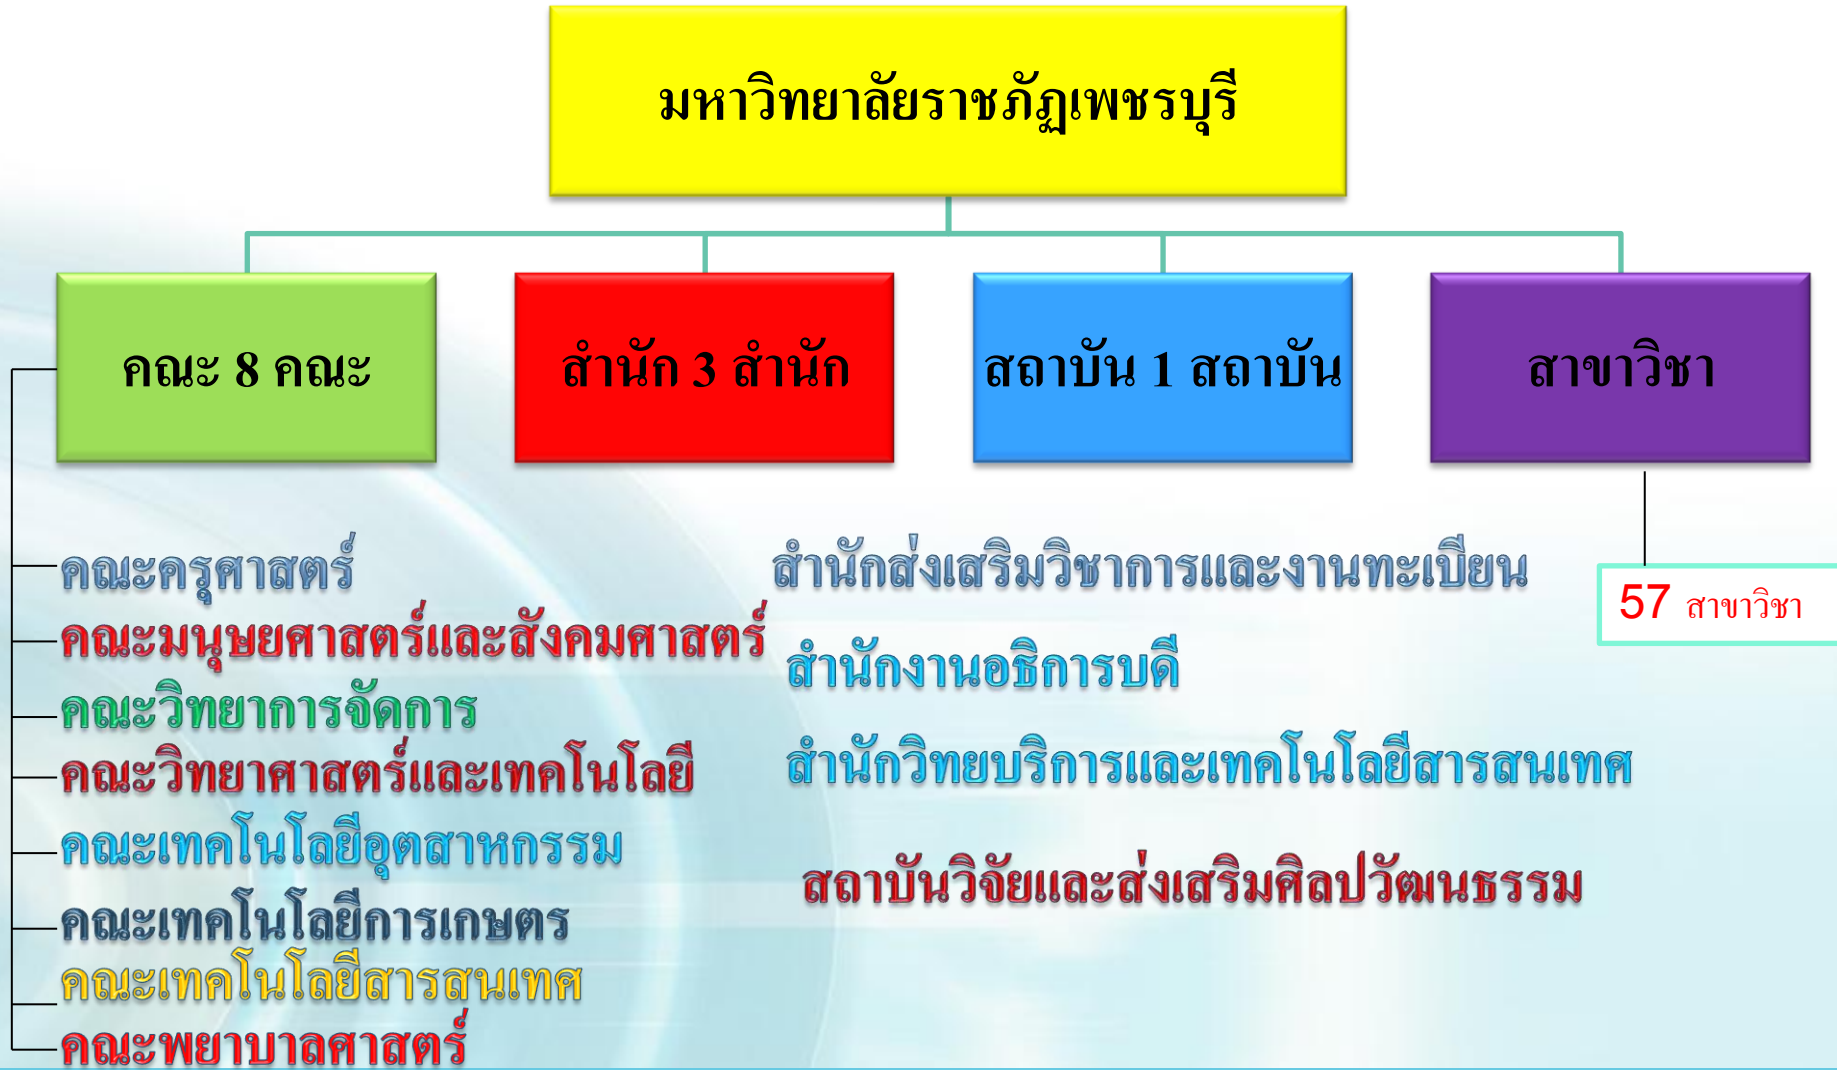 มหาวิทยาลัยราชภัฏเพชรบุรี
คณะ 8 คณะ
สำนัก 3 สำนัก
สถาบัน 1 สถาบัน
สาขาวิชา
คณะครุศาสตร์
คณะมนุษยศาสตร์และสังคมศาสตร์
คณะวิทยาการจัดการ
คณะวิทยาศาสตร์และเทคโนโลยี
คณะเทคโนโลยีอุตสาหกรรม
คณะเทคโนโลยีการเกษตร
คณะเทคโนโลยีสารสนเทศ
คณะพยาบาลศาสตร์
สำนักส่งเสริมวิชาการและงานทะเบียน
สำนักงานอธิการบดี
สำนักวิทยบริการและเทคโนโลยีสารสนเทศ
สถาบันวิจัยและส่งเสริมศิลปวัฒนธรรม
57 สาขาวิชา